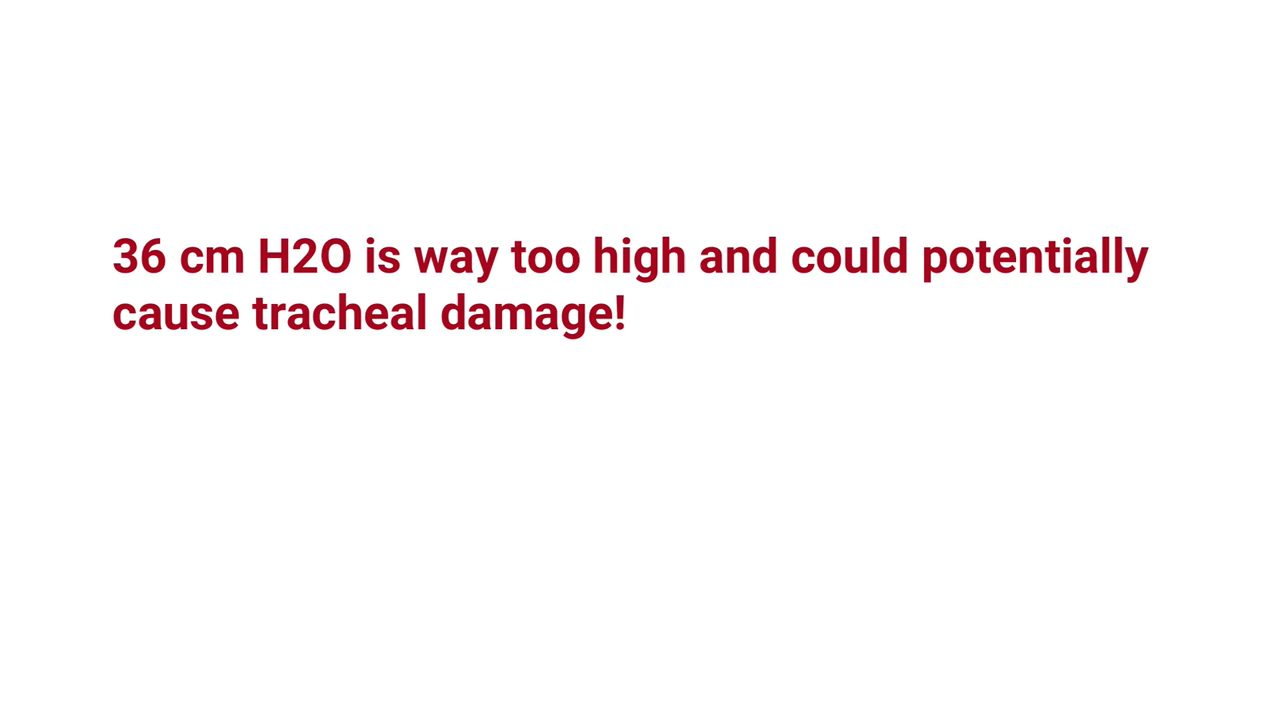 36 cm H2O is way too high and could potentially
cause tracheal damage!